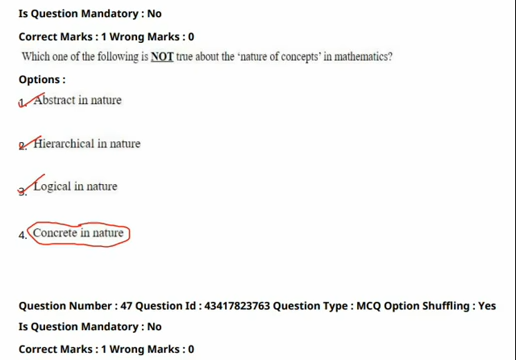 Is Question Mandatory : No
Correct Marks : 1 Wrong Marks : 0
Which one of the following is NOT true about the ‘nature of concepts’ in mathematics?
Options :
1. Abstract in nature
2. Hierarchical in nature
3. Logical in nature
4. Concrete in nature
Question Number : 47 Question Id : 43417823763 Question Type : MCQ Option Shuffling : Yes
Is Question Mandatory : No
Correct Marks : 1 Wrong Marks : 0